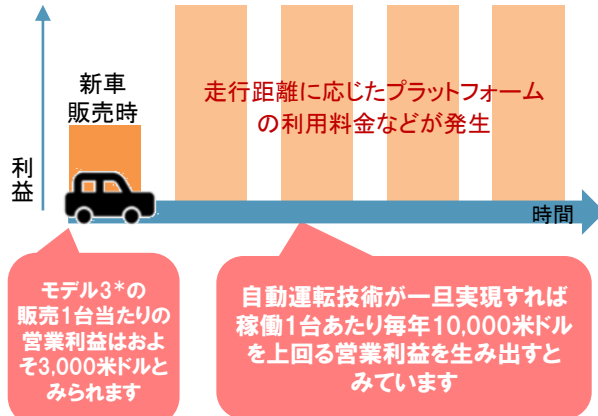 新車
販売時
走行距離に応じたプラットフォーム
の利用料金などが発生
利益
時間
モデル3*の
販売1台当たりの
営業利益はおよ
そ3,000米ドルと
みられます
自動運転技術が一旦実現すれば
稼働1台あたり毎年10,000米ドル
を上回る営業利益を生み出すと
みています